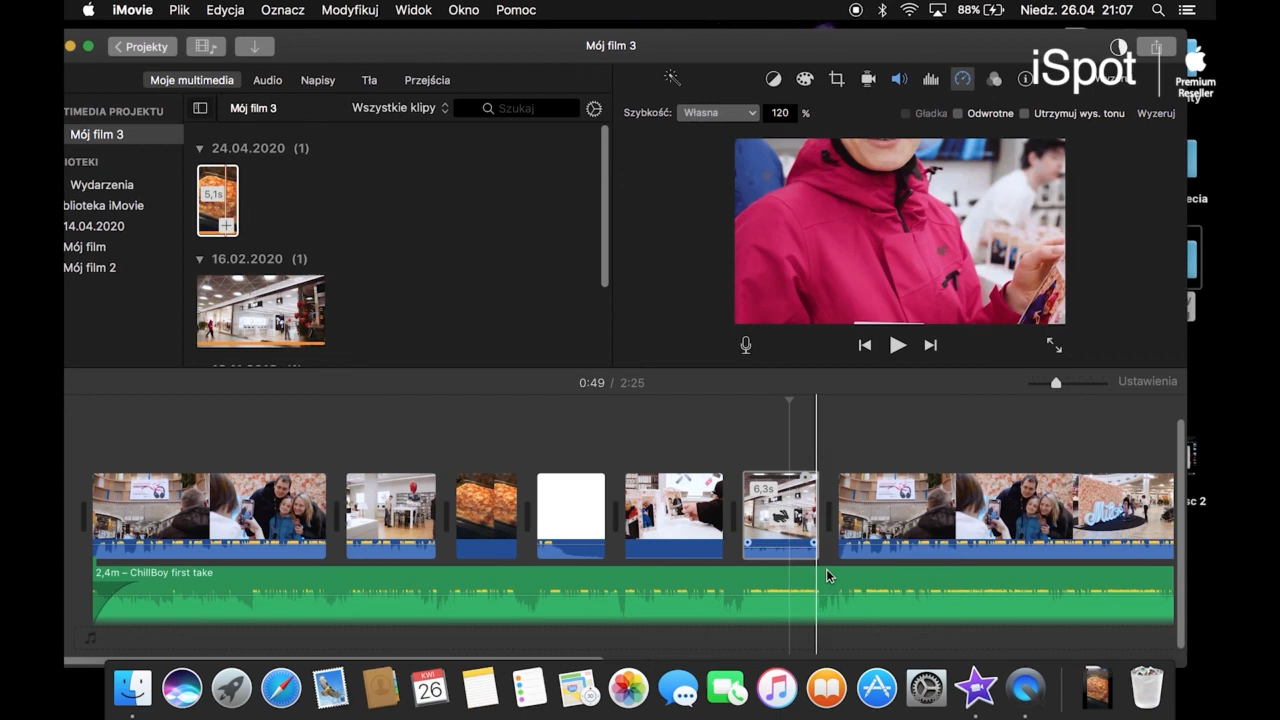 iMovie Plik Edycja Oznacz Modyfikuj Widok Okno Pomoc 88% Niedz. 26.04 21:07
Projekty Mój film 3
iSpot Premium Reseller
Moje multimedia Audio Napisy Tła Przejścia
TIMEDIA PROJEKTU Mój film 3 Wszystkie klipy Szukaj Szybkość: Własna 120 % Gładka Odwrotne Utrzymuj wys. tonu Wyzeruj
Mój film 3
24.04.2020 (1)
IOTEKI
5,1s
Wydarzenia
blioteka iMovie
14.04.2020
Mój film
Mój film 2
16.02.2020 (1)
ecia
0:49 / 2:25 Ustawienia
6,3s
sc 2
2,4m – ChillBoy first take
KWI
26